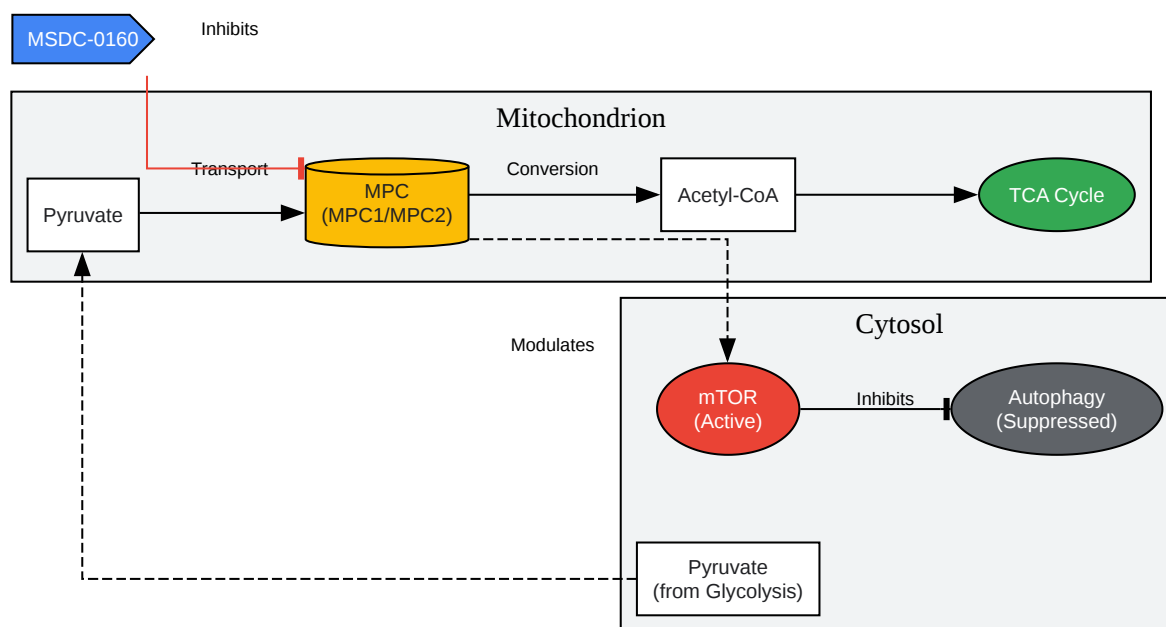 MSDC-0160
Inhibits
Mitochondrion
Transport
Conversion
Pyruvate
MPC
(MPC1/MPC2)
Acetyl-CoA
TCA Cycle
Cytosol
Modulates
mTOR
(Active)
Inhibits
Autophagy
(Suppressed)
Pyruvate
(from Glycolysis)